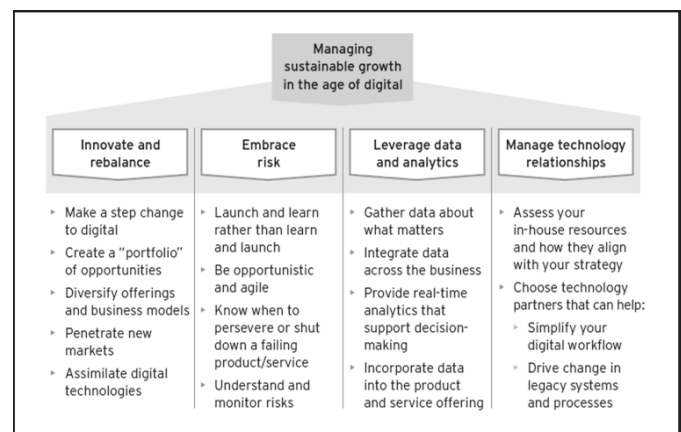 Managing
sustainable growth
in the age of digital
Innovate and
rebalance
Make a step change
to digital
Create a “portfolio”
of opportunities
Diversify offerings
and business models
Penetrate new
markets
Assimilate digital
technologies
Embrace
risk
Launch and learn
rather than learn
and launch
Be opportunistic
and agile
Know when to
persevere or shut
down a failing
product/service
Understand and
monitor risks
Leverage data
and analytics
Gather data about
what matters
Integrate data
across the business
Provide real-time
analytics that
support decision-
making
Incorporate data
into the product
and service offering
Manage technology
relationships
Assess your
in-house resources
and how they align
with your strategy
Choose technology
partners that can help:
Simplify your
digital workflow
Drive change in
legacy systems
and processes